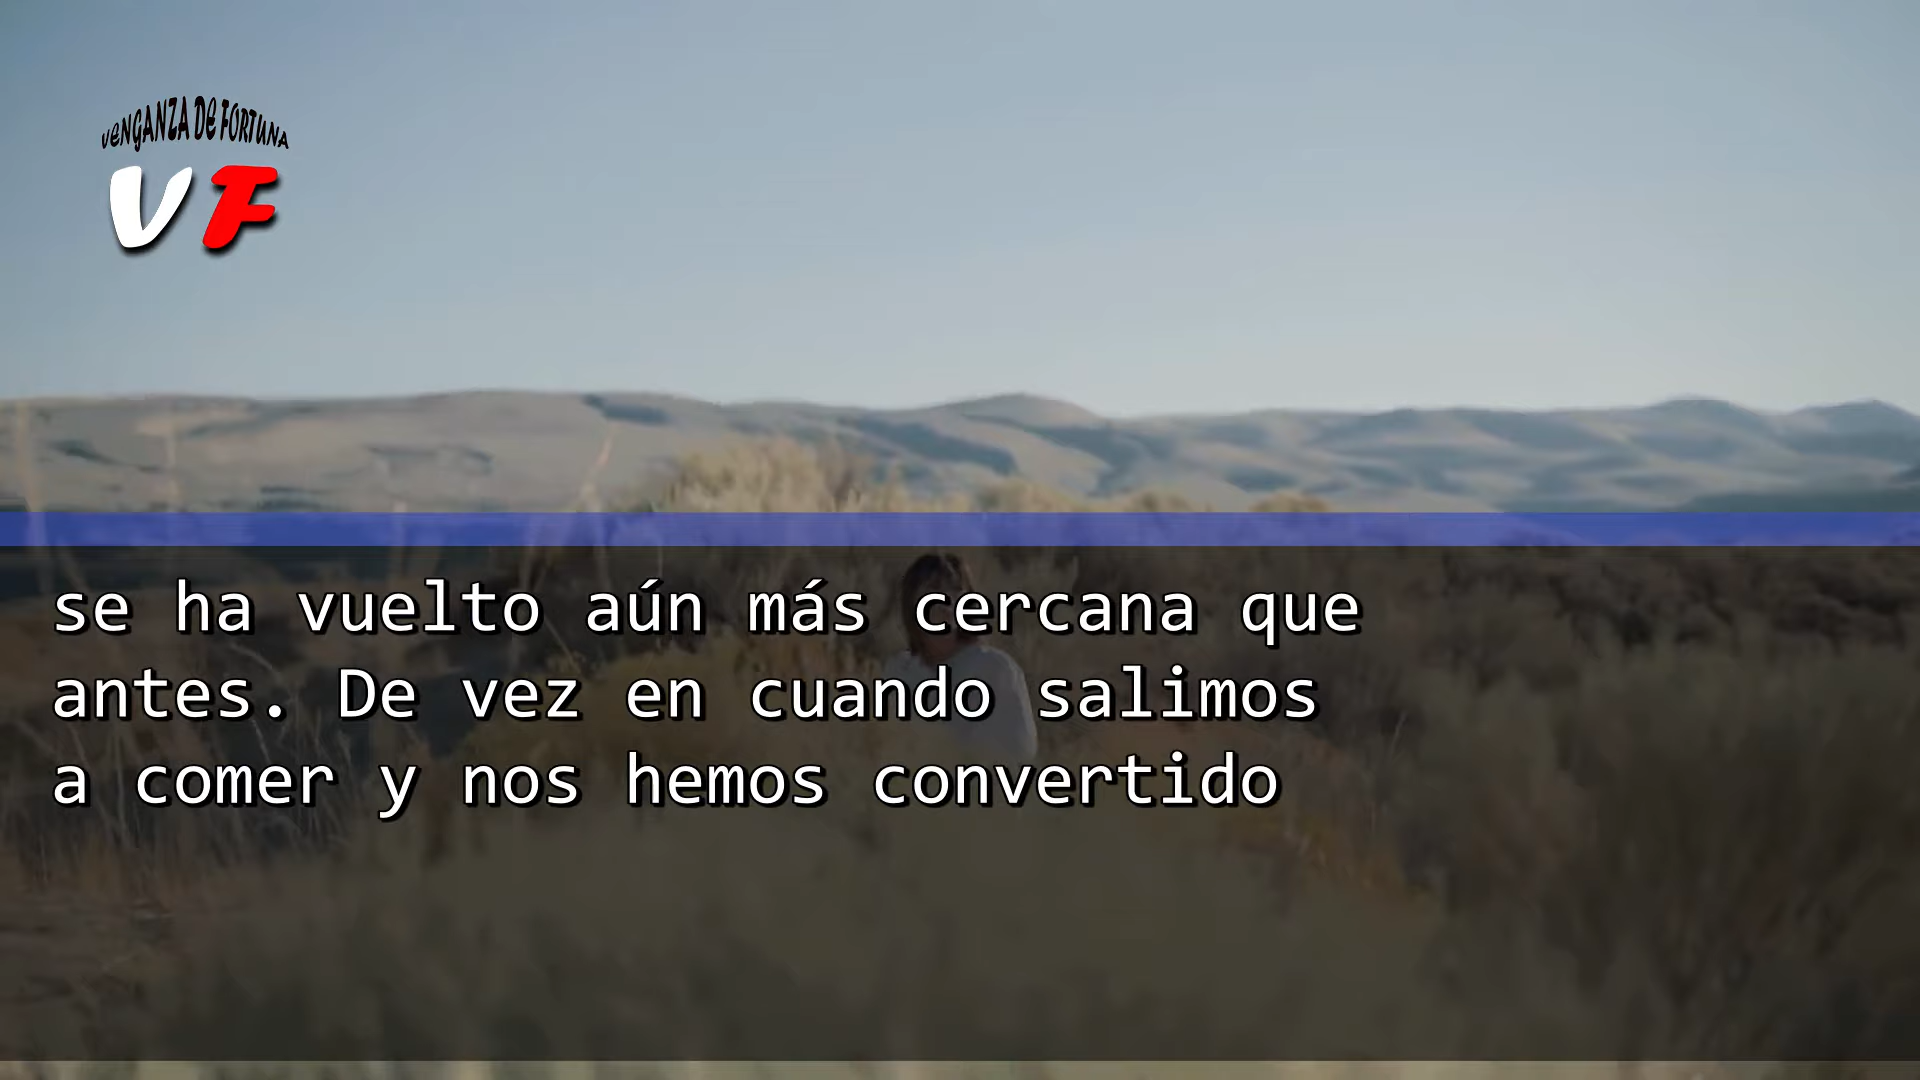 VENGANZA DE FORTUNA
VF
se ha vuelto aún más cercana que
antes. De vez en cuando salimos
a comer y nos hemos convertido